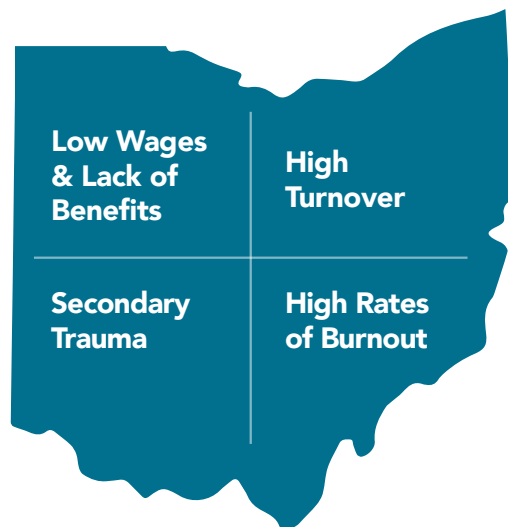 Low Wages
& Lack of
Benefits
High
Turnover
Secondary
Trauma
High Rates
of Burnout